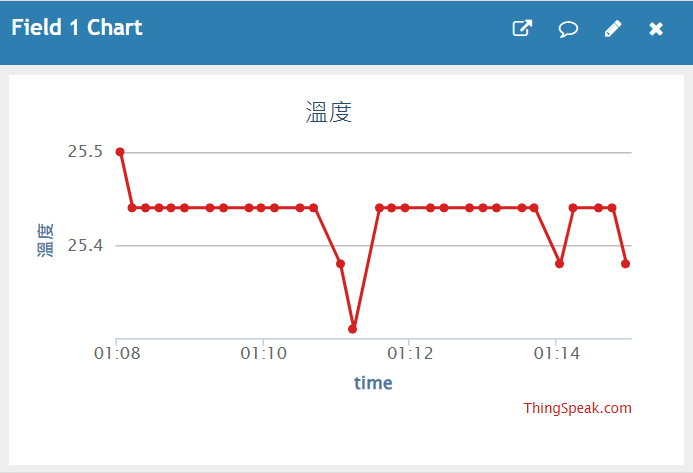 Field 1 Chart
溫度
25.5
25.4
溫度
01:08 01:10 01:12 01:14
time
ThingSpeak.com